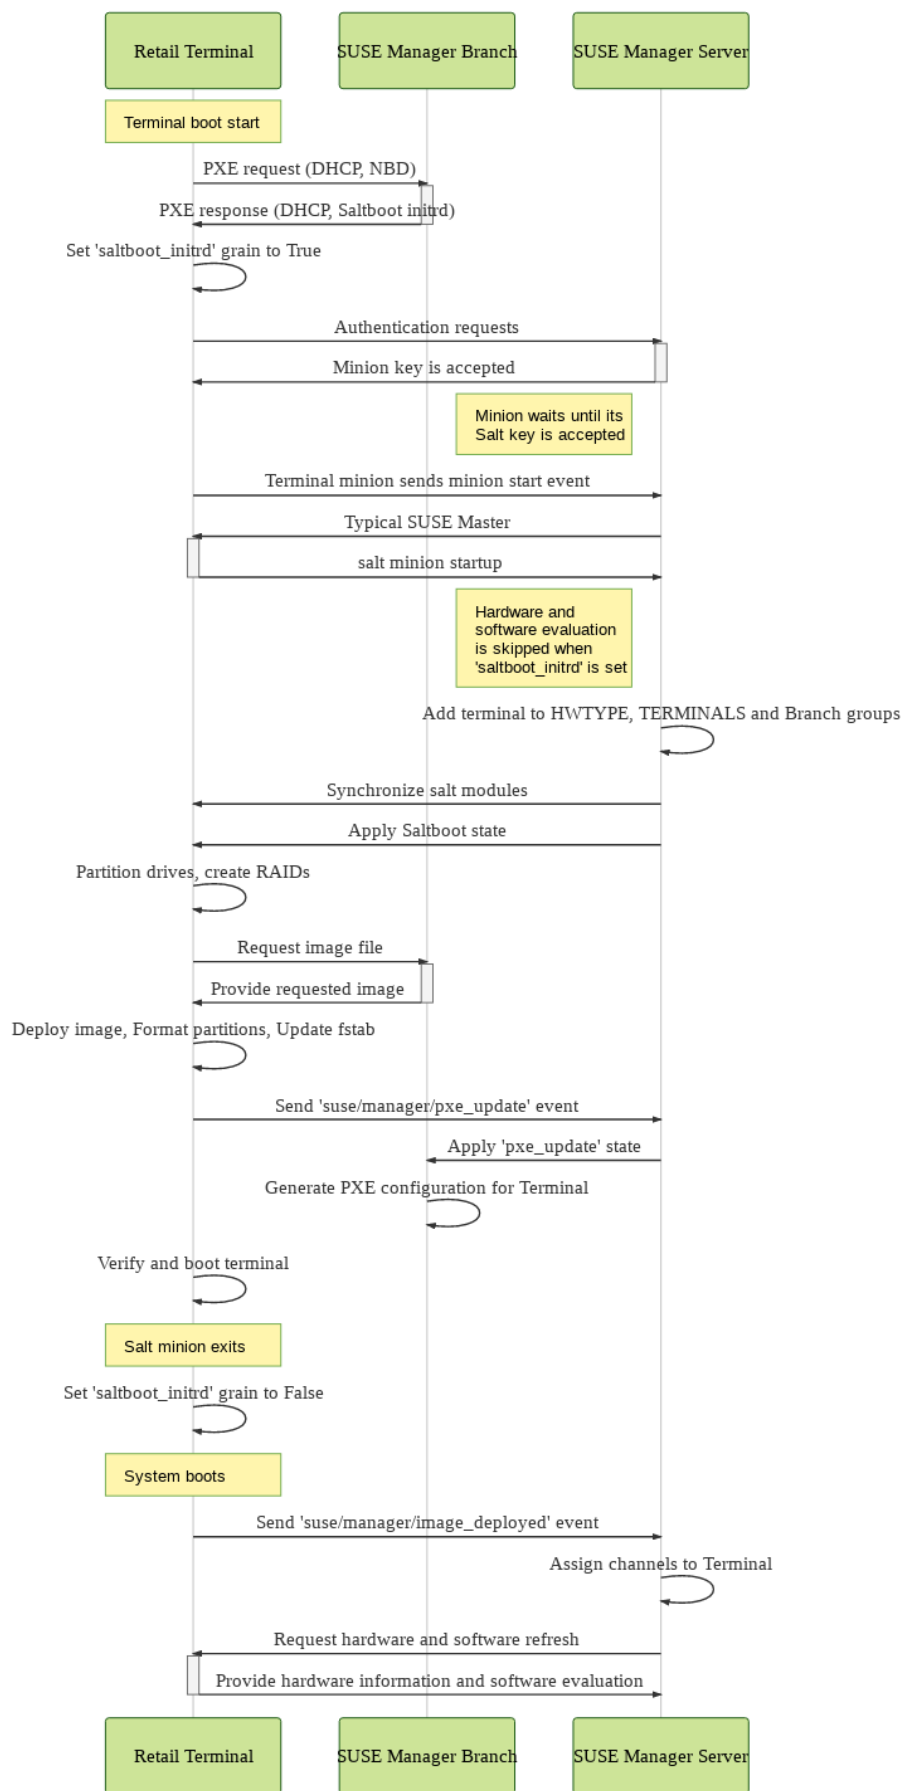 Retail Terminal
SUSE Manager Branch
SUSE Manager Server
Terminal boot start
PXE request (DHCP, NBD)
PXE response (DHCP, Saltboot initrd)
Set 'saltboot_initrd' grain to True
Authentication requests
Minion key is accepted
Minion waits until its
Salt key is accepted
Terminal minion sends minion start event
Typical SUSE Master
salt minion startup
Hardware and
software evaluation
is skipped when
'saltboot_initrd' is set
Add terminal to HWTYPE, TERMINALS and Branch groups
Synchronize salt modules
Apply Saltboot state
Partition drives, create RAIDs
Request image file
Provide requested image
Deploy image, Format partitions, Update fstab
Send 'suse/manager/pxe_update' event
Apply 'pxe_update' state
Generate PXE configuration for Terminal
Verify and boot terminal
Salt minion exits
Set 'saltboot_initrd' grain to False
System boots
Send 'suse/manager/image_deployed' event
Assign channels to Terminal
Request hardware and software refresh
Provide hardware information and software evaluation
Retail Terminal
SUSE Manager Branch
SUSE Manager Server